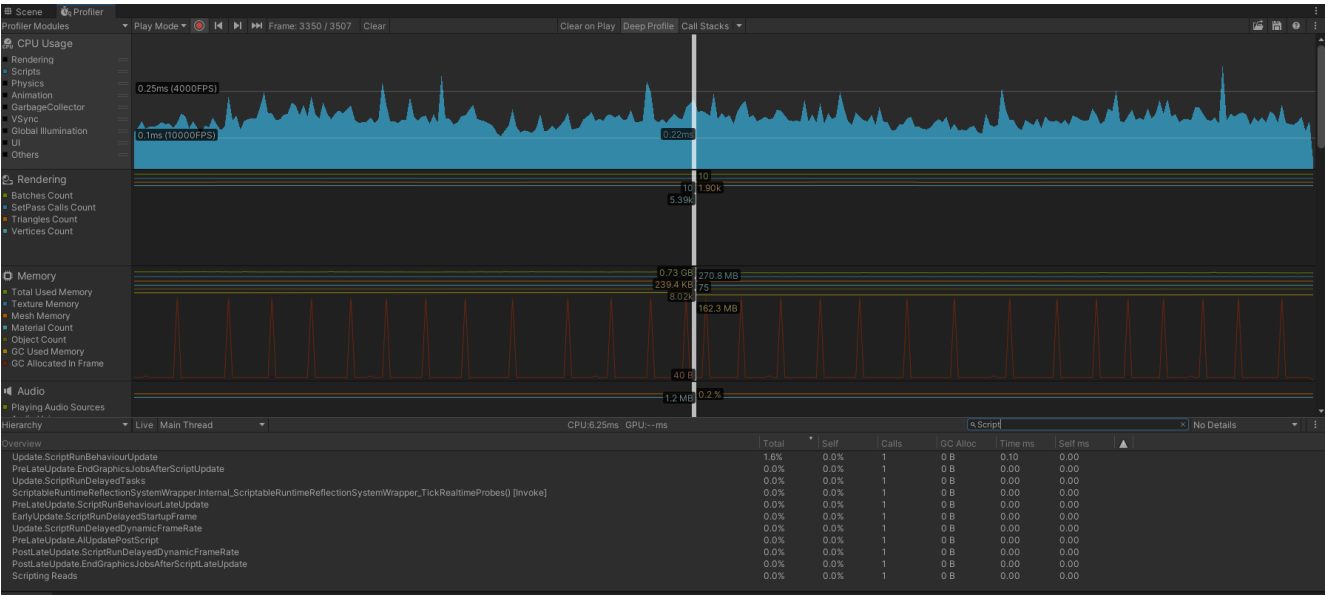 Scene Profiler
Profiler Modules Play Mode Frame: 3350 / 3507 Clear Clear on Play Deep Profile Call Stacks
CPU Usage
Rendering
Scripts
Physics
Animation
GarbageCollector
VSync
Global Illumination
UI
Others
0.25ms (4000FPS)
0.1ms (10000FPS)
0.22ms
Rendering
Batches Count
SetPass Calls Count
Triangles Count
Vertices Count
10
10 1.90k
5.39k
Memory
Total Used Memory
Texture Memory
Mesh Memory
Material Count
Object Count
GC Used Memory
GC Allocated In Frame
0.73 GB 270.8 MB
239.4 KB 75
8.02k
162.3 MB
40 B
Audio
Playing Audio Sources
0.2 %
1.2 MB
Hierarchy Live Main Thread CPU:6.25ms GPU:--ms Script No Details
Overview Total Self Calls GC Alloc Time ms Self ms
Update.ScriptRunBehaviourUpdate 1.6% 0.0% 1 0 B 0.10 0.00
PreLateUpdate.EndGraphicsJobsAfterScriptUpdate 0.0% 0.0% 1 0 B 0.00 0.00
Update.ScriptRunDelayedTasks 0.0% 0.0% 1 0 B 0.00 0.00
ScriptableRuntimeReflectionSystemWrapper.Internal_ScriptableRuntimeReflectionSystemWrapper_TickRealtimeProbes() [Invoke] 0.0% 0.0% 1 0 B 0.00 0.00
PreLateUpdate.ScriptRunBehaviourLateUpdate 0.0% 0.0% 1 0 B 0.00 0.00
EarlyUpdate.ScriptRunDelayedStartupFrame 0.0% 0.0% 1 0 B 0.00 0.00
Update.ScriptRunDelayedDynamicFrameRate 0.0% 0.0% 1 0 B 0.00 0.00
PreLateUpdate.AIUpdatePostScript 0.0% 0.0% 1 0 B 0.00 0.00
PostLateUpdate.ScriptRunDelayedDynamicFrameRate 0.0% 0.0% 1 0 B 0.00 0.00
PostLateUpdate.EndGraphicsJobsAfterScriptLateUpdate 0.0% 0.0% 1 0 B 0.00 0.00
Scripting Reads 0.0% 0.0% 1 0 B 0.00 0.00